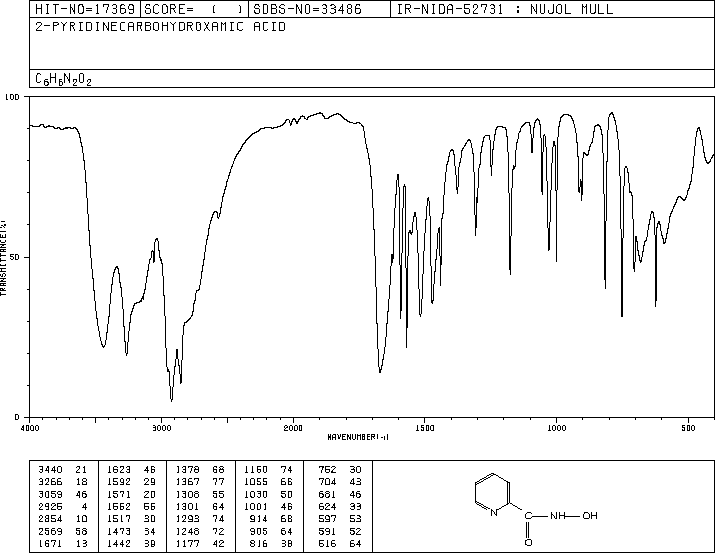 HIT-NO=17369 SCORE= ( ) SDBS-NO=33486 IR-NIDA-52731 : NUJOL MULL
2-PYRIDINECARBOHYDROXAMIC ACID
C6H6N2O2
100
50
0
TRANSMITTANCE(%)
4000 3000 2000 1500 1000 500
WAVENUMBER(-1)
3440 21 1623 46 1378 68 1150 74 752 30
3266 18 1592 29 1367 77 1055 66 704 43
3059 46 1571 20 1308 55 1030 50 681 46
2925 4 1552 55 1301 64 1001 46 624 33
2854 10 1517 30 1293 74 914 68 597 53
2569 58 1473 34 1248 72 905 64 591 52
1671 13 1442 39 1177 42 816 38 516 64
N
C
NH
OH
O